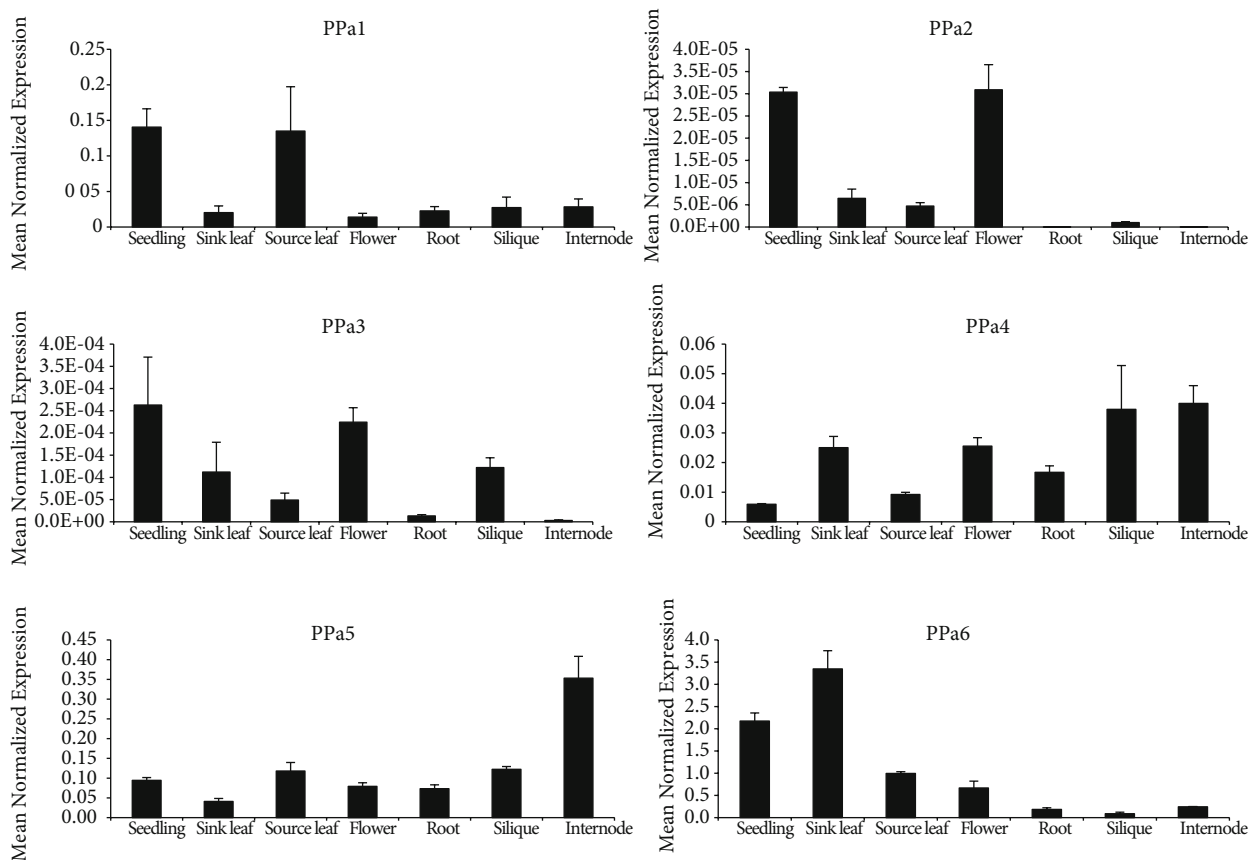 PPa1
Mean Normalized Expression
0.25
0.2
0.15
0.1
0 05
0
Seedling Sink leaf Source leaf Flower Root Silique Internode
PPa2
Mean Normalized Expression
4.0E-05
3.5E-05
3.0E-05
2.5E-05
2.0E-05
1.5E-05
1.0E-05
5.0E-06
0.0E+00
Seedling Sink leaf Source leaf Flower Root Silique Internode
PPa3
Mean Normalized Expression
4.0E-04
3.5E-04
3.0E-04
2.5E-04
2.0E-04
1.5E-04
1.0E-04
5.0E-05
0.0E+00
Seedling Sink leaf Source leaf Flower Root Silique Internode
PPa4
Mean Normalized Expression
0.06
0.05
0.04
0.03
0.02
0.01
0
Seedling Sink leaf Source leaf Flower Root Silique Internode
PPa5
Mean Normalized Expression
0.45
0.40
0.35
0.30
0.25
0.20
0.15
0.10
0.05
0.00
Seedling Sink leaf Source leaf Flower Root Silique Internode
PPa6
Mean Normalized Expression
4.0
3.5
3.0
2.5
2.0
1.5
1.0
0.5
0.0
Seedling Sink leaf Source leaf Flower Root Silique Internode